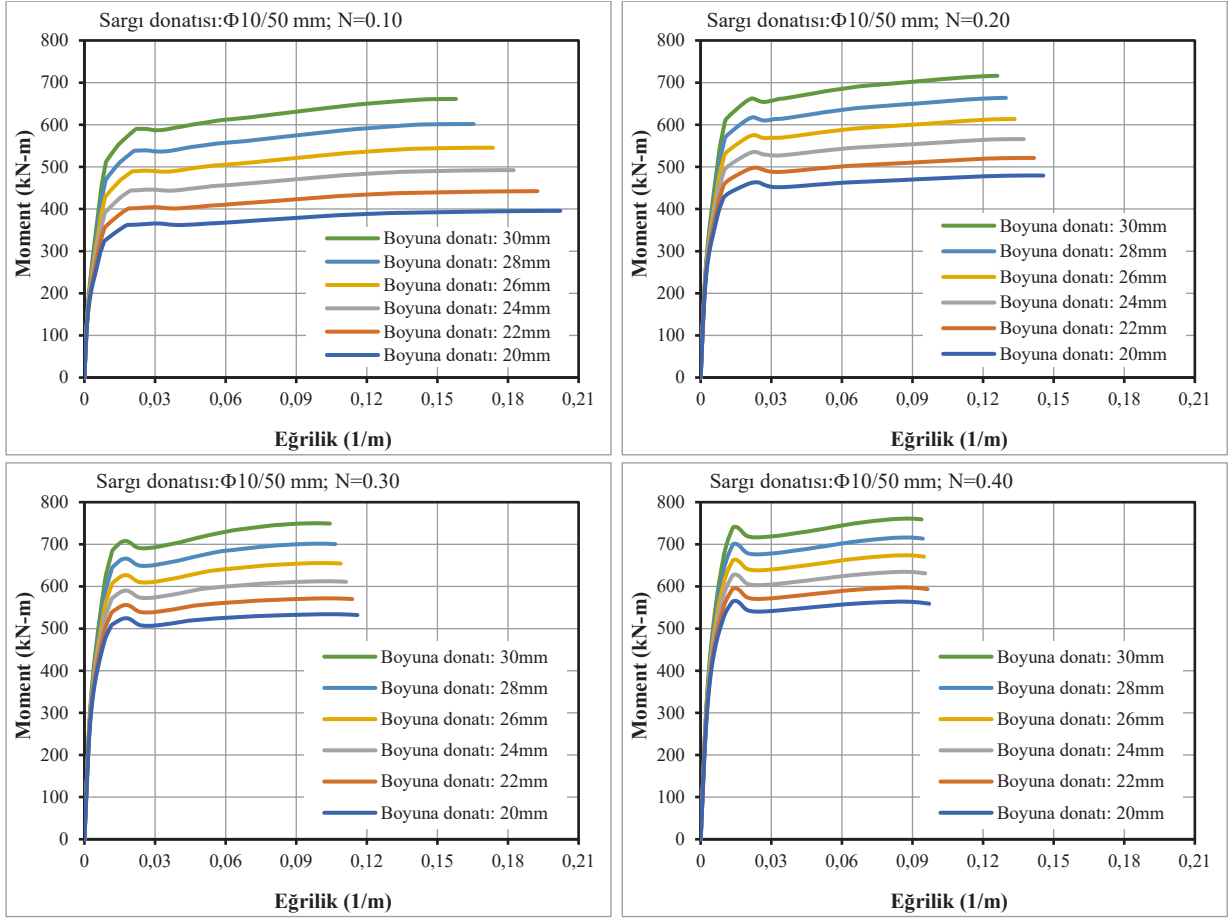 Sargı donatısı:Φ10/50 mm; N=0.10
800
700
600
500
400
300
200
100
0
Moment (kN-m)
Boyuna donatı: 30mm
Boyuna donatı: 28mm
Boyuna donatı: 26mm
Boyuna donatı: 24mm
Boyuna donatı: 22mm
Boyuna donatı: 20mm
0 0,03 0,06 0,09 0,12 0,15 0,18 0,21
Eğrilik (1/m)
Sargı donatısı:Φ10/50 mm; N=0.20
800
700
600
500
400
300
200
100
0
Moment (kN-m)
Boyuna donatı: 30mm
Boyuna donatı: 28mm
Boyuna donatı: 26mm
Boyuna donatı: 24mm
Boyuna donatı: 22mm
Boyuna donatı: 20mm
0 0,03 0,06 0,09 0,12 0,15 0,18 0,21
Eğrilik (1/m)
Sargı donatısı:Φ10/50 mm; N=0.30
800
700
600
500
400
300
200
100
0
Moment (kN-m)
Boyuna donatı: 30mm
Boyuna donatı: 28mm
Boyuna donatı: 26mm
Boyuna donatı: 24mm
Boyuna donatı: 22mm
Boyuna donatı: 20mm
0 0,03 0,06 0,09 0,12 0,15 0,18 0,21
Eğrilik (1/m)
Sargı donatısı:Φ10/50 mm; N=0.40
800
700
600
500
400
300
200
100
0
Moment (kN-m)
Boyuna donatı: 30mm
Boyuna donatı: 28mm
Boyuna donatı: 26mm
Boyuna donatı: 24mm
Boyuna donatı: 22mm
Boyuna donatı: 20mm
0 0,03 0,06 0,09 0,12 0,15 0,18 0,21
Eğrilik (1/m)